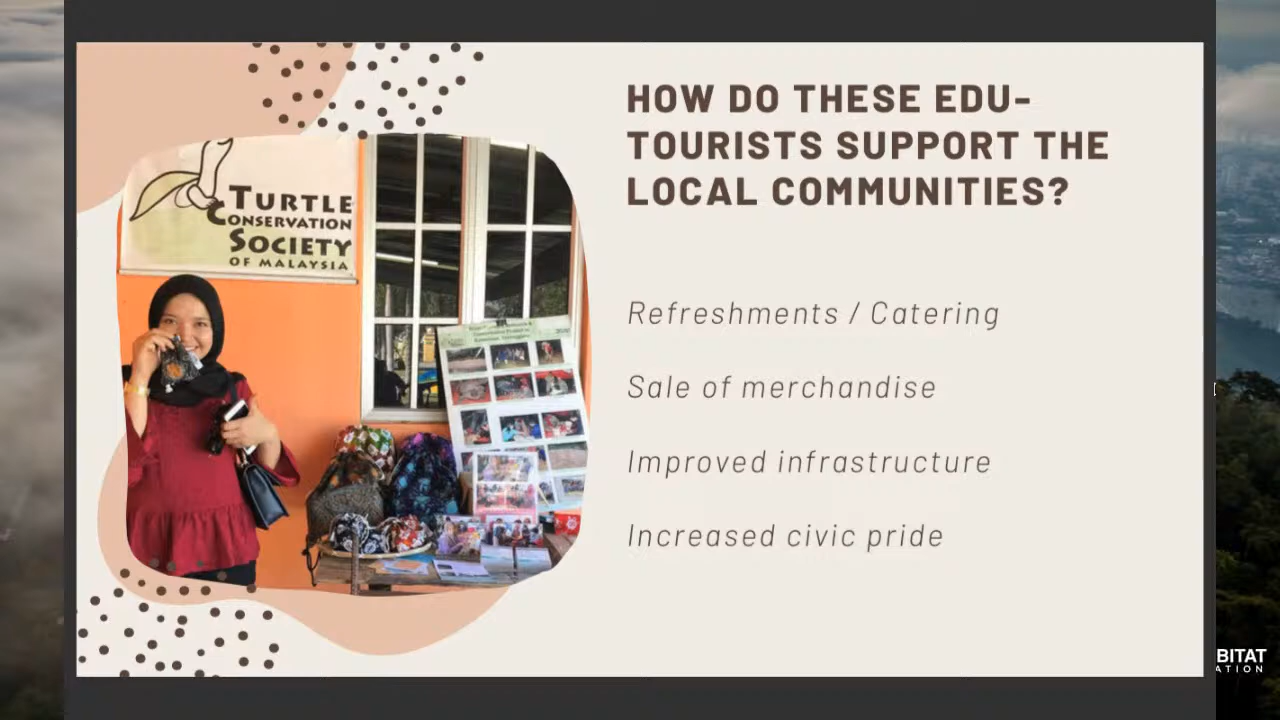 HOW DO THESE EDU-
TOURISTS SUPPORT THE
LOCAL COMMUNITIES?
TURTLE
CONSERVATION
SOCIETY
OF MALAYSIA
Refreshments / Catering
Sale of merchandise
Improved infrastructure
Increased civic pride
BITAT
ATION